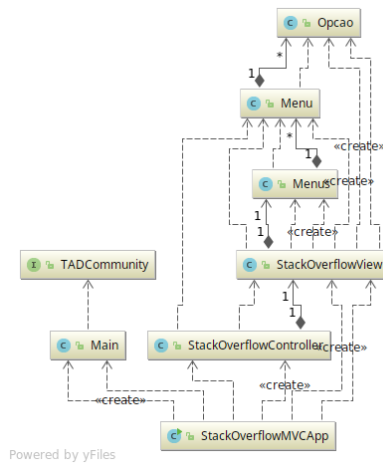 C Opcao
1
*
C Menu
*
1
«create»
C Menus
«create»
1
«create»
1
I TADCommunity
C StackOverflowView
1
1
C Main
C StackOverflowController
«create»
«create»
«create»
C StackOverflowMVCApp
Powered by yFiles